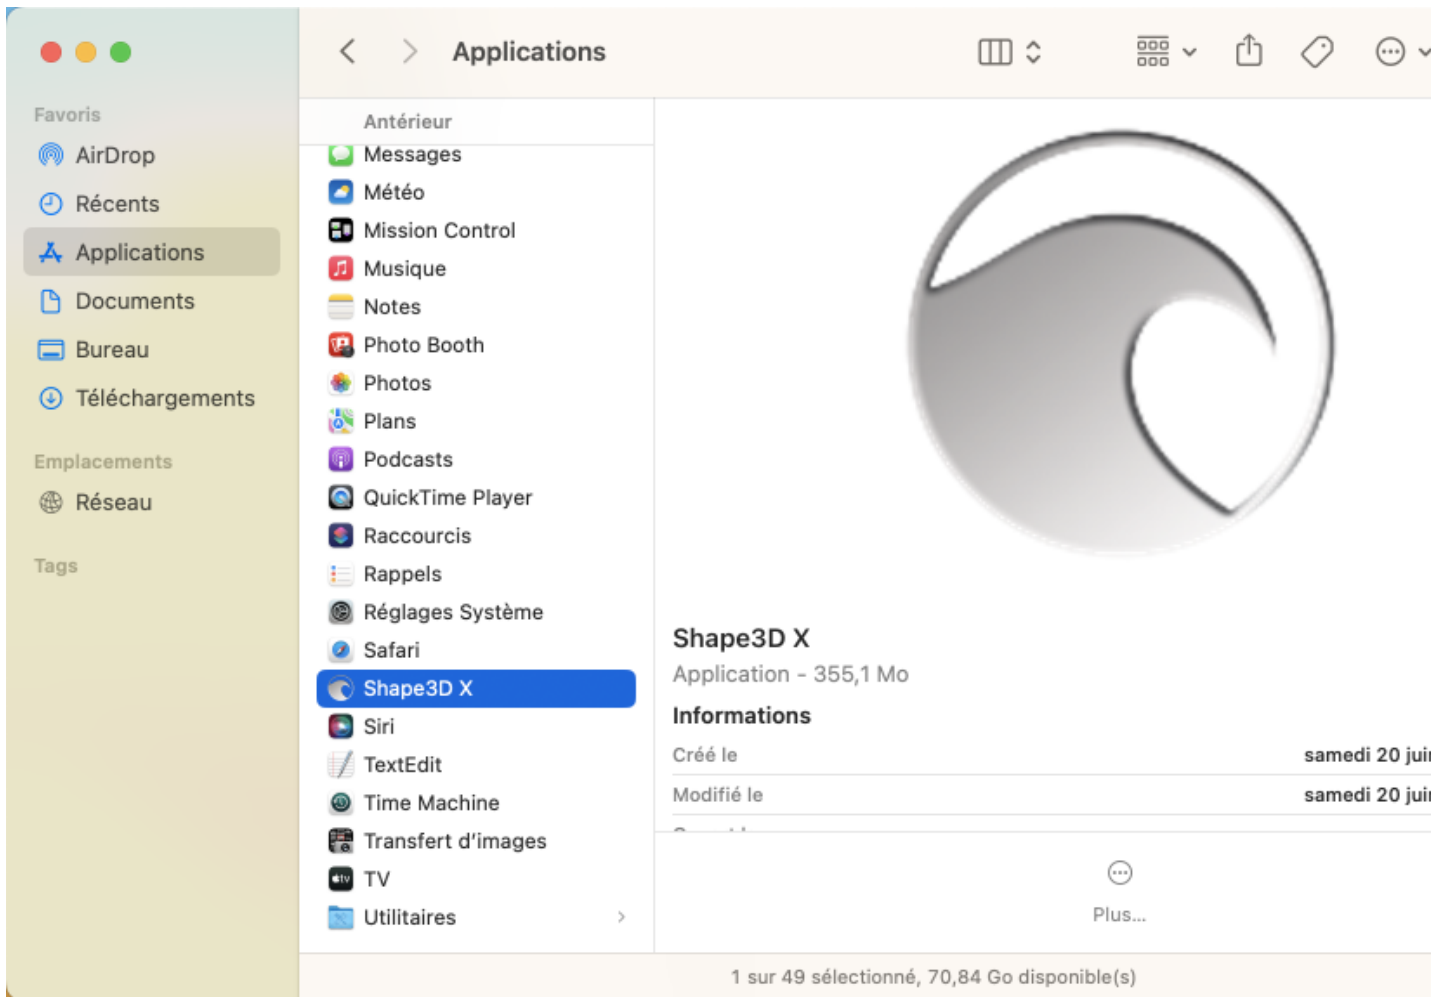 Applications
Favoris
AirDrop
Récents
Applications
Documents
Bureau
Téléchargements
Emplacements
Réseau
Tags
Antérieur
Messages
Météo
Mission Control
Musique
Notes
Photo Booth
Photos
Plans
Podcasts
QuickTime Player
Raccourcis
Rappels
Réglages Système
Safari
Shape3D X
Siri
TextEdit
Time Machine
Transfert d’images
TV
Utilitaires
Shape3D X
Application - 355,1 Mo
Informations
Créé le samedi 20
Modifié le samedi 20
Plus...
1 sur 49 sélectionné, 70,84 Go disponible(s)